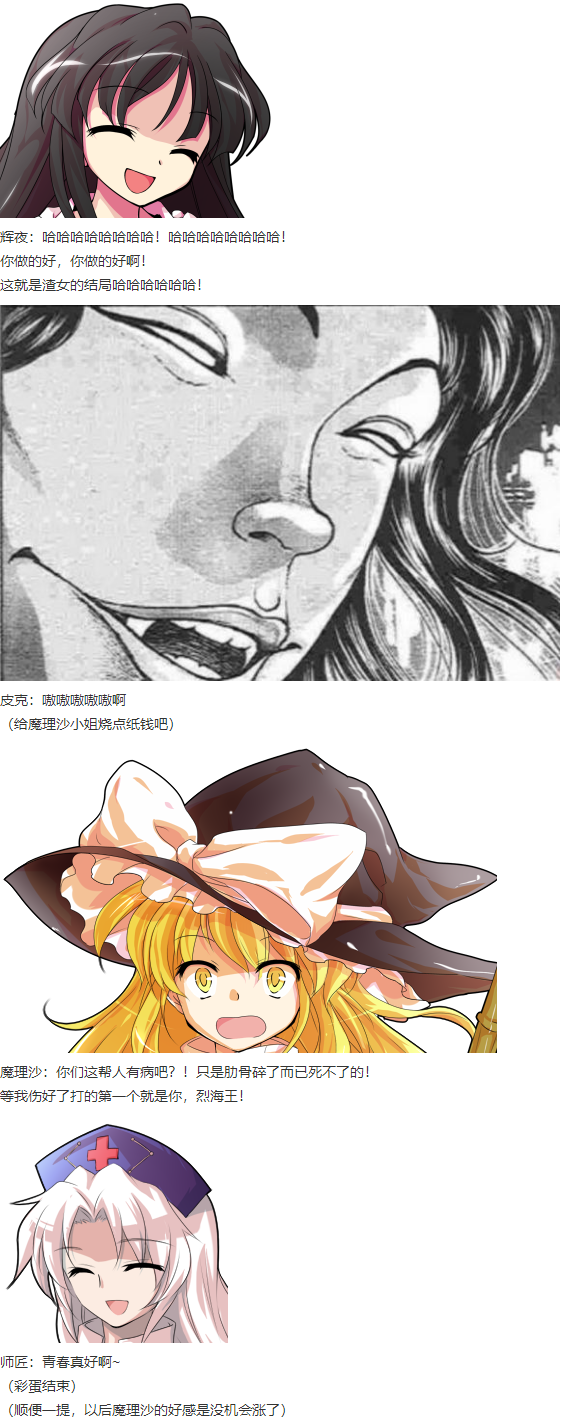 辉夜：哈哈哈哈哈哈哈哈！哈哈哈哈哈哈哈哈！
你做的好，你做的好啊！
这就是渣女的结局哈哈哈哈哈哈！
皮克：嗷嗷嗷嗷嗷啊
（给魔理沙小姐烧点纸钱吧）
魔理沙：你们这帮人有病吧？！只是肋骨碎了而已死不了的！
等我伤好了打的第一个就是你，烈海王！
师匠：青春真好啊~
（彩蛋结束）
（顺便一提，以后魔理沙的好感是没机会涨了）